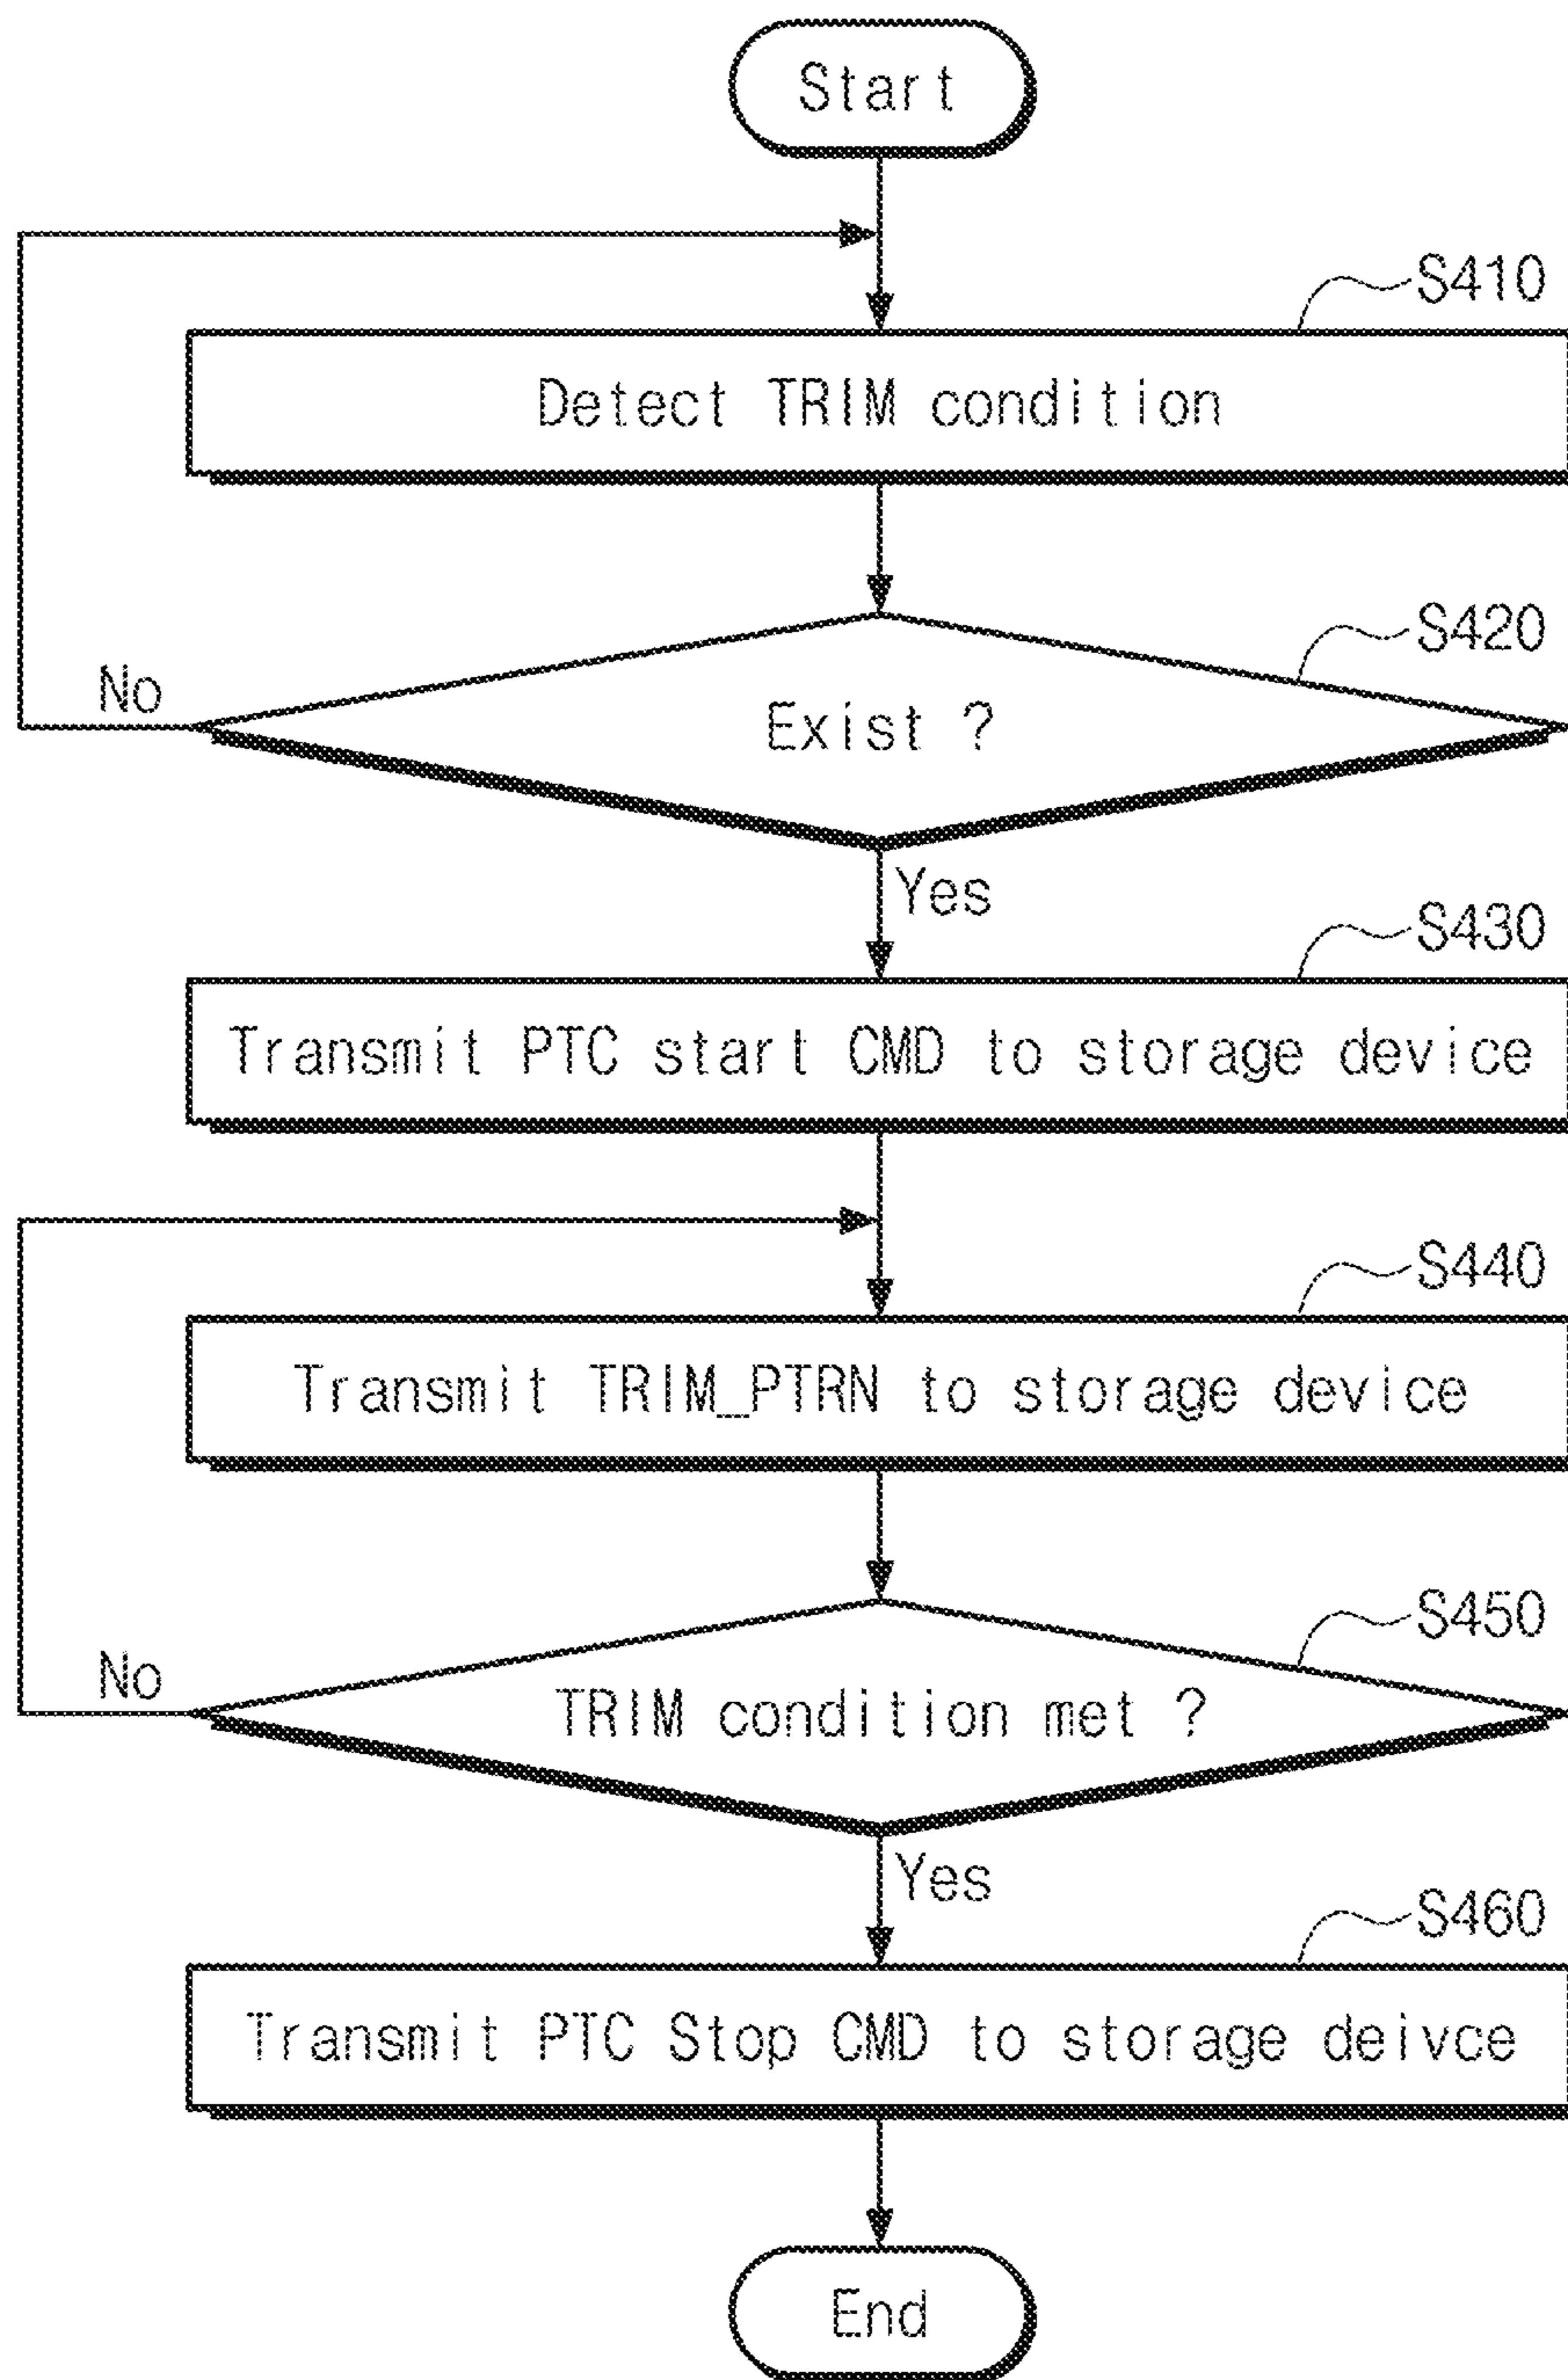 Start
S410
Detect TRIM condition
S420
Exist ?
No
Yes
S430
Transmit PTC start CMD to storage device
S440
Transmit TRIM_PTRN to storage device
S450
TRIM condition met ?
No
Yes
S460
Transmit PTC Stop CMD to storage deivce
End